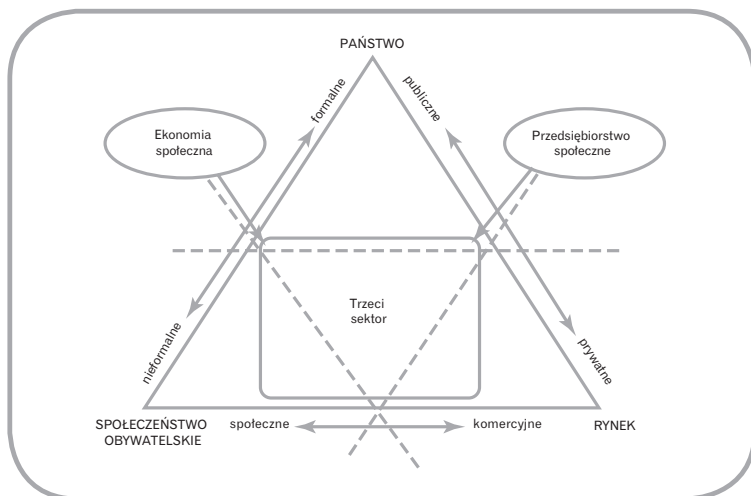 PAŃSTWO
formalne
publiczne
Ekonomia
społeczna
Przedsiębiorstwo
społeczne
Trzeci
sektor
nieformalne
prywatne
SPOŁECZEŃSTWO
OBYWATELSKIE
społeczne
komercyjne
RYNEK